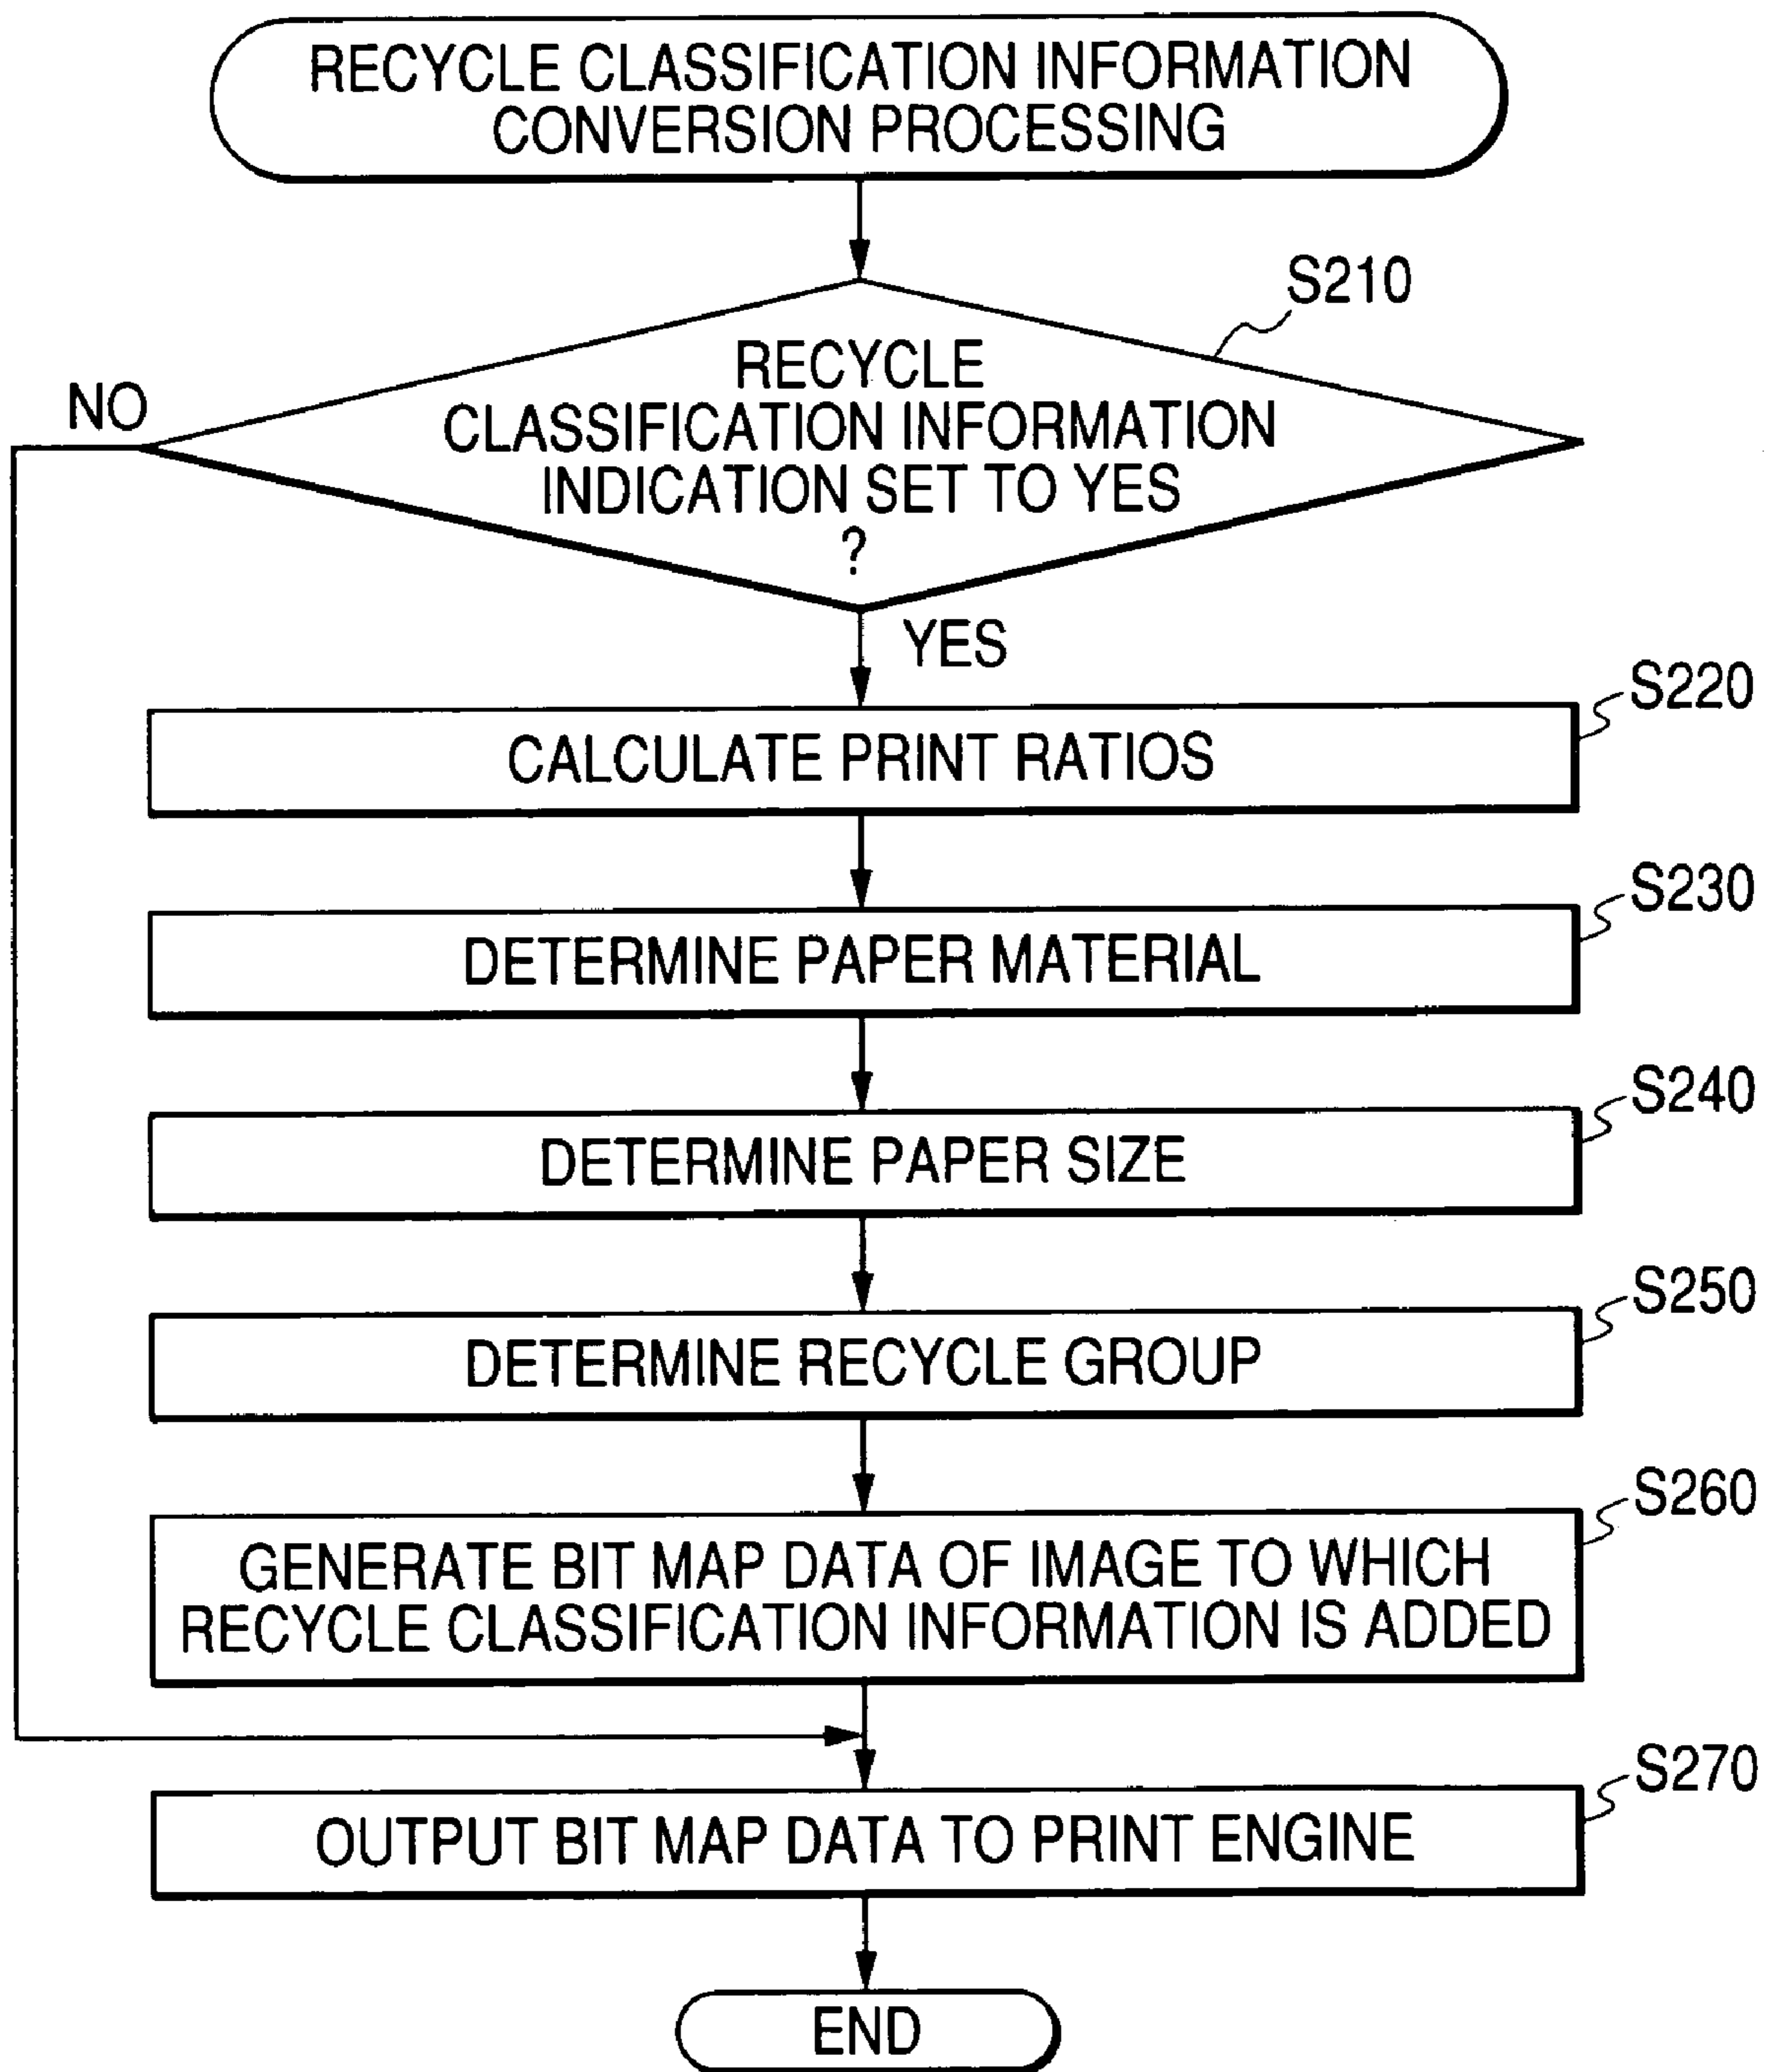 RECYCLE CLASSIFICATION INFORMATION
CONVERSION PROCESSING
S210
RECYCLE
CLASSIFICATION INFORMATION
INDICATION SET TO YES
?
NO
YES
S220
CALCULATE PRINT RATIOS
S230
DETERMINE PAPER MATERIAL
S240
DETERMINE PAPER SIZE
S250
DETERMINE RECYCLE GROUP
S260
GENERATE BIT MAP DATA OF IMAGE TO WHICH
RECYCLE CLASSIFICATION INFORMATION IS ADDED
S270
OUTPUT BIT MAP DATA TO PRINT ENGINE
END